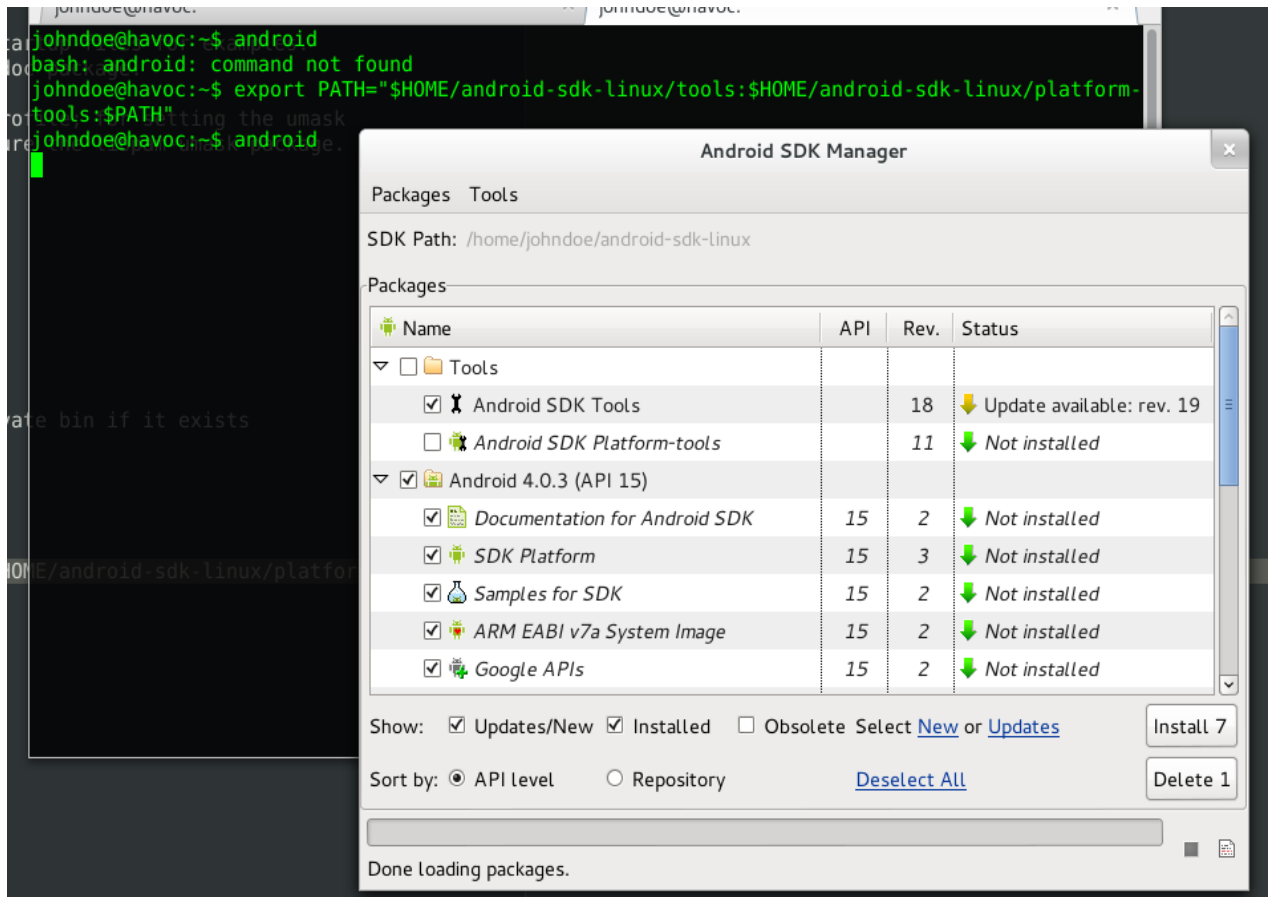 johndoe@havoc: johndoe@havoc:
johndoe@havoc:~$ android
bash: android: command not found
johndoe@havoc:~$ export PATH="$HOME/android-sdk-linux/tools:$HOME/android-sdk-linux/platform-
tools:$PATH"
johndoe@havoc:~$ android
vate bin if it exists
HOME/android-sdk-linux/platfor
Android SDK Manager
Packages Tools
SDK Path: /home/johndoe/android-sdk-linux
Packages
Name API Rev. Status
Tools
Android SDK Tools 18 Update available: rev. 19
Android SDK Platform-tools 11 Not installed
Android 4.0.3 (API 15)
Documentation for Android SDK 15 2 Not installed
SDK Platform 15 3 Not installed
Samples for SDK 15 2 Not installed
ARM EABI v7a System Image 15 2 Not installed
Google APIs 15 2 Not installed
Show: Updates/New Installed Obsolete Select New or Updates Install 7
Sort by: API level Repository Deselect All Delete 1
Done loading packages.